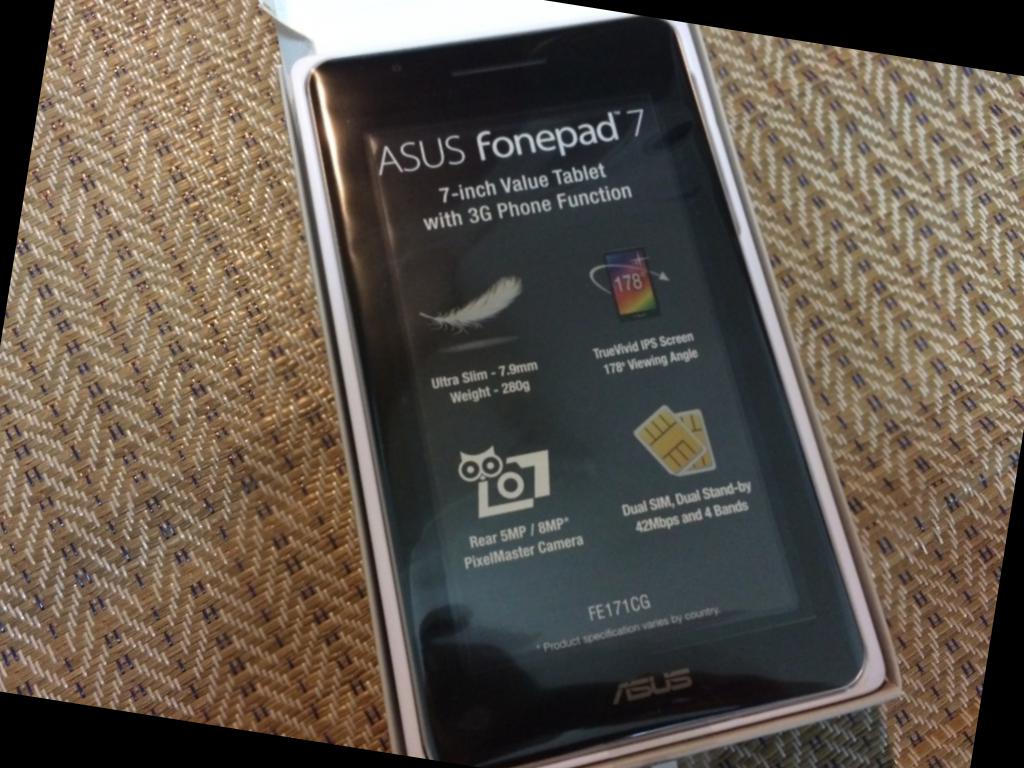 ASUS fonepad™ 7
7-inch Value Tablet
with 3G Phone Function
178°
Ultra Slim - 7.9mm
Weight - 280g
TrueVivid IPS Screen
178° Viewing Angle
Rear 5MP / 8MP*
PixelMaster Camera
Dual SIM, Dual Stand-by
42Mbps and 4 Bands
FE171CG
* Product specification varies by country.
ASUS